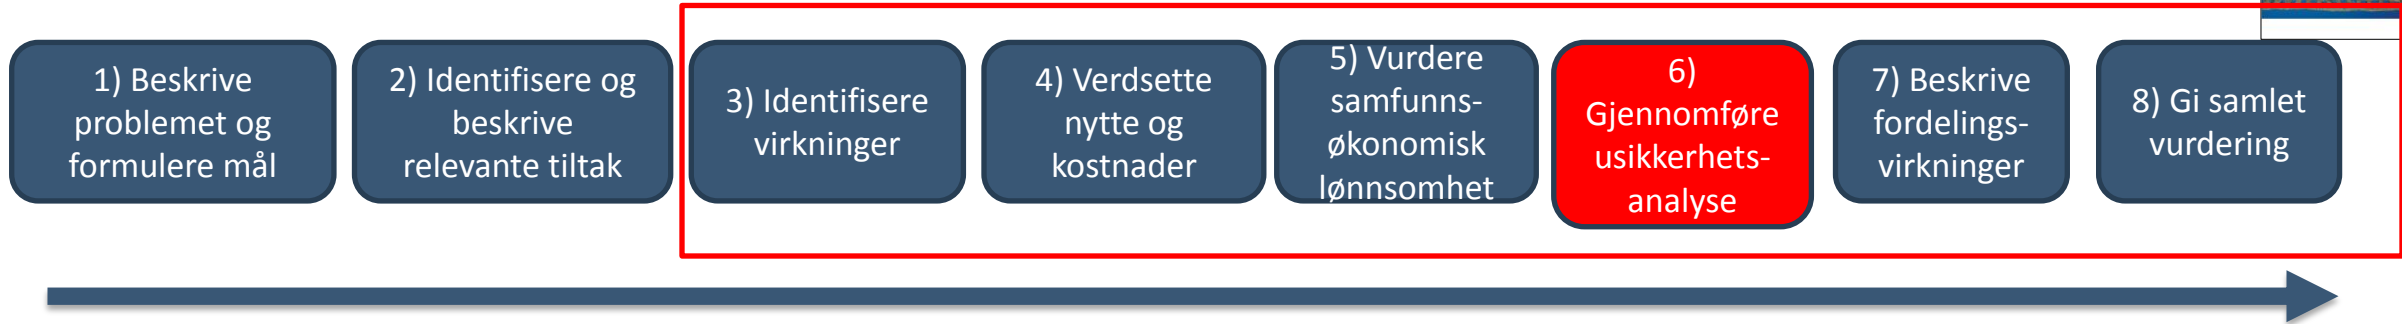 1) Beskrive
problemet og
formulere mål
2) Identifisere og
beskrive
relevante tiltak
3) Identifisere
virkninger
4) Verdsette
nytte og
kostnader
5) Vurdere
samfunns-
økonomisk
lønnsomhet
6)
Gjennomføre
usikkerhets-
analyse
7) Beskrive
fordelings-
virkninger
8) Gi samlet
vurdering